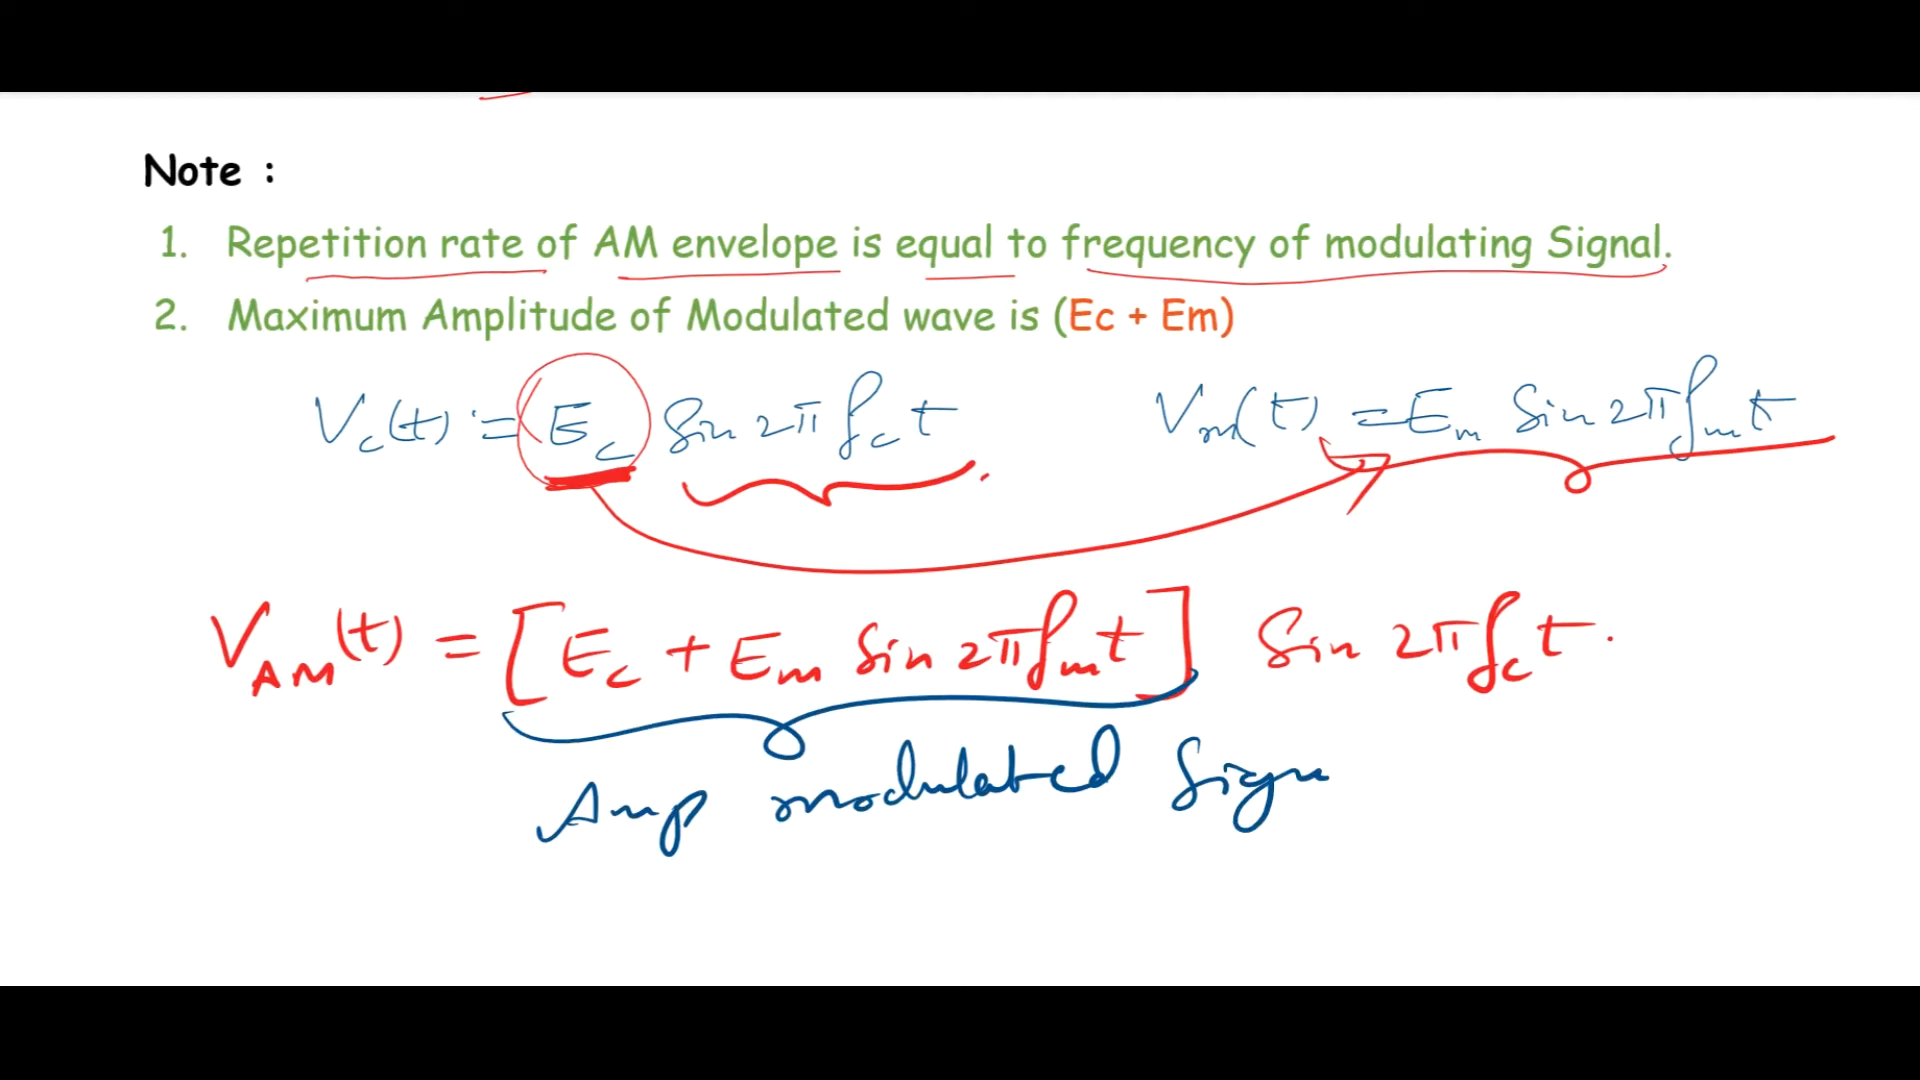 Note :
1. Repetition rate of AM envelope is equal to frequency of modulating Signal.
2. Maximum Amplitude of Modulated wave is (Ec + Em)
Vc(t) = Ec Sin 2π fc t Vm(t) = Em Sin 2π fm t
VAM(t) = [Ec + Em Sin 2π fm t] Sin 2π fc t.
Amp modulated Sign